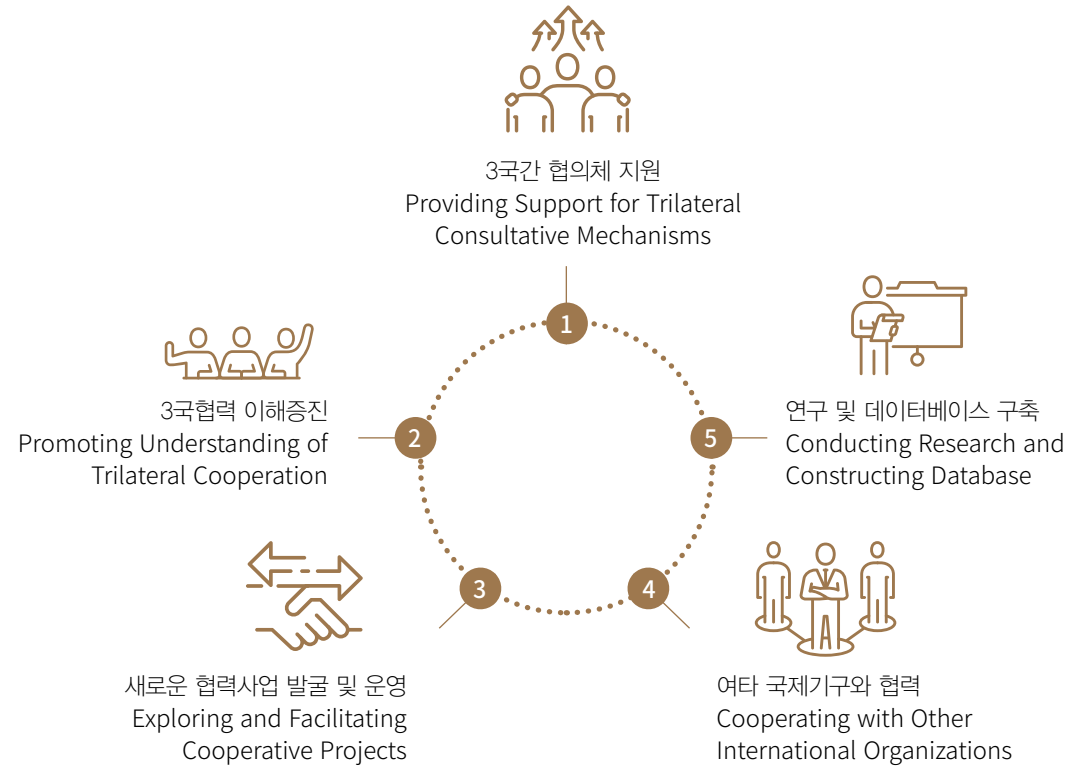 3국간 협의체 지원
Providing Support for Trilateral
Consultative Mechanisms
1
3국협력 이해증진
Promoting Understanding of
Trilateral Cooperation
2
새로운 협력사업 발굴 및 운영
Exploring and Facilitating
Cooperative Projects
3
여타 국제기구와 협력
Cooperating with Other
International Organizations
4
연구 및 데이터베이스 구축
Conducting Research and
Constructing Database
5